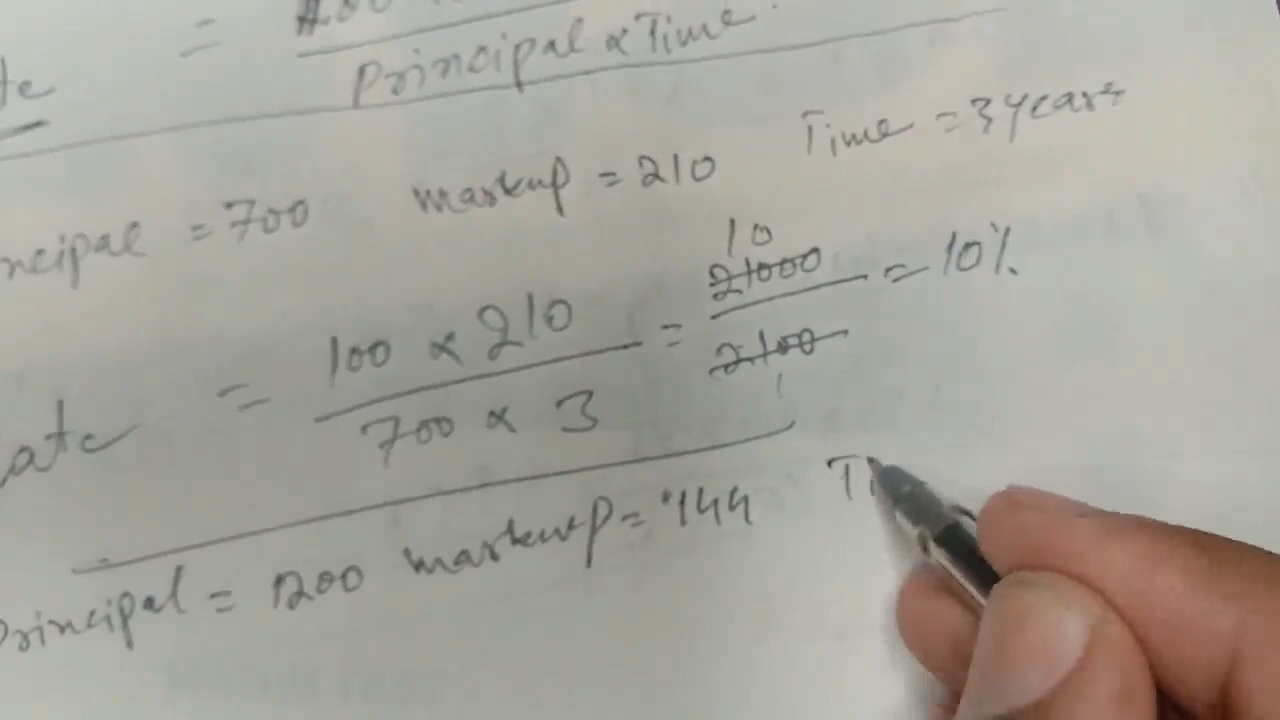 =
Principal × Time
ncipal = 700 markup = 210 Time = 3 years
ate = 100 × 210 = 21000 = 10%
10
700 × 3 2100
1
Principal = 1200 markup = 144 Ti